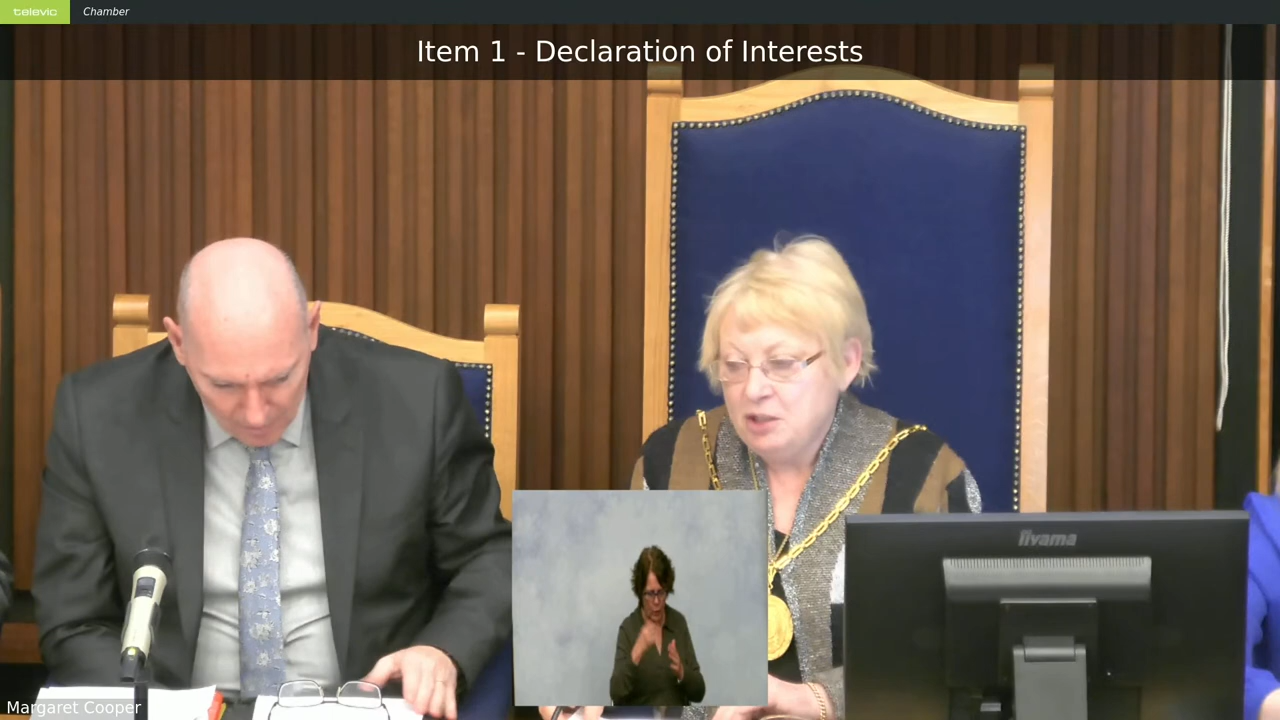 televic
Chamber
Item 1 - Declaration of Interests
iiyama
Margaret Cooper